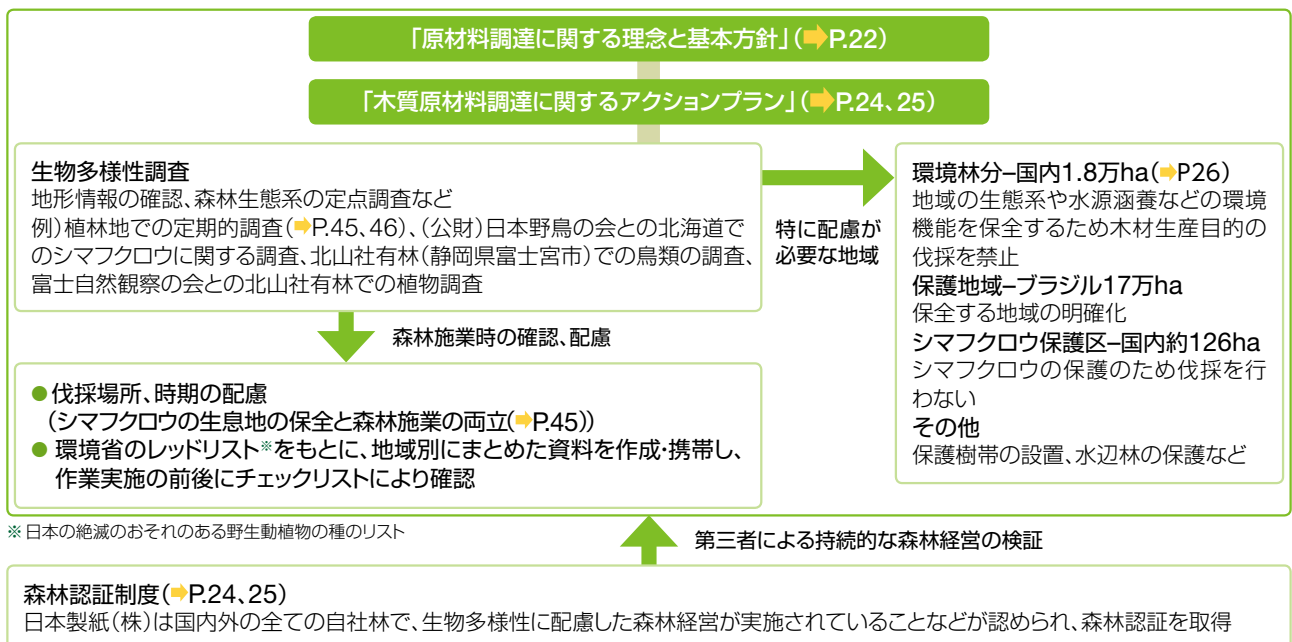 「原材料調達に関する理念と基本方針」（➡P.22）
「木質原材料調達に関するアクションプラン」（➡P.24、25）
生物多様性調査
地形情報の確認、森林生態系の定点調査など
例）植林地での定期的調査（➡P.45、46）、（公財）日本野鳥の会との北海道で
のシマフクロウに関する調査、北山社有林（静岡県富士宮市）での鳥類の調査、
富士自然観察の会との北山社有林での植物調査
特に配慮が
必要な地域
環境林分–国内1.8万ha（➡P26）
地域の生態系や水源涵養などの環境
機能を保全するため木材生産目的の
伐採を禁止
保護地域–ブラジル17万ha
保全する地域の明確化
シマフクロウ保護区–国内約126ha
シマフクロウの保護のため伐採を行
わない
その他
保護樹帯の設置、水辺林の保護など
森林施業時の確認、配慮
●伐採場所、時期の配慮
（シマフクロウの生息地の保全と森林施業の両立（➡P.45））
● 環境省のレッドリスト※をもとに、地域別にまとめた資料を作成・携帯し、
作業実施の前後にチェックリストにより確認
※日本の絶滅のおそれのある野生動植物の種のリスト
第三者による持続的な森林経営の検証
森林認証制度（➡P.24、25）
日本製紙（株）は国内外の全ての自社林で、生物多様性に配慮した森林経営が実施されていることなどが認められ、森林認証を取得